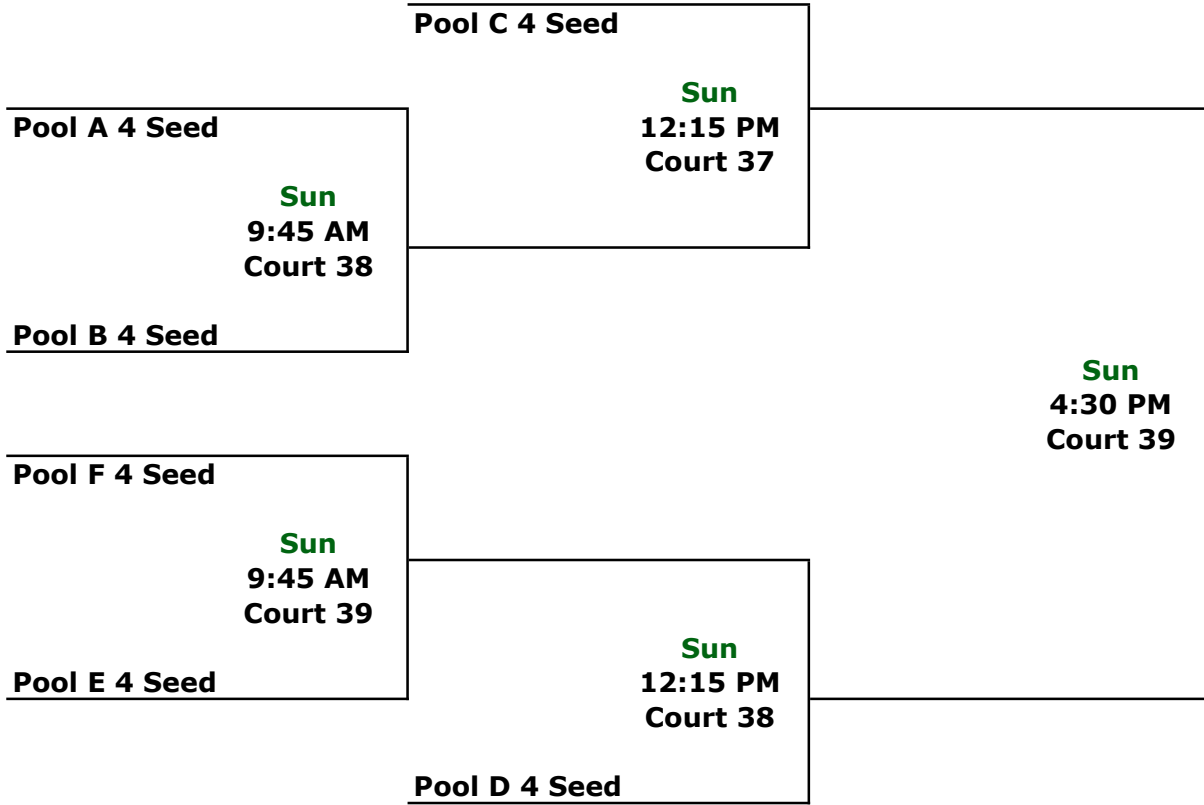 Pool C 4 Seed
Sun
12:15 PM
Court 37
Pool A 4 Seed
Sun
9:45 AM
Court 38
Pool B 4 Seed
Sun
4:30 PM
Court 39
Pool F 4 Seed
Sun
9:45 AM
Court 39
Pool E 4 Seed
Sun
12:15 PM
Court 38
Pool D 4 Seed